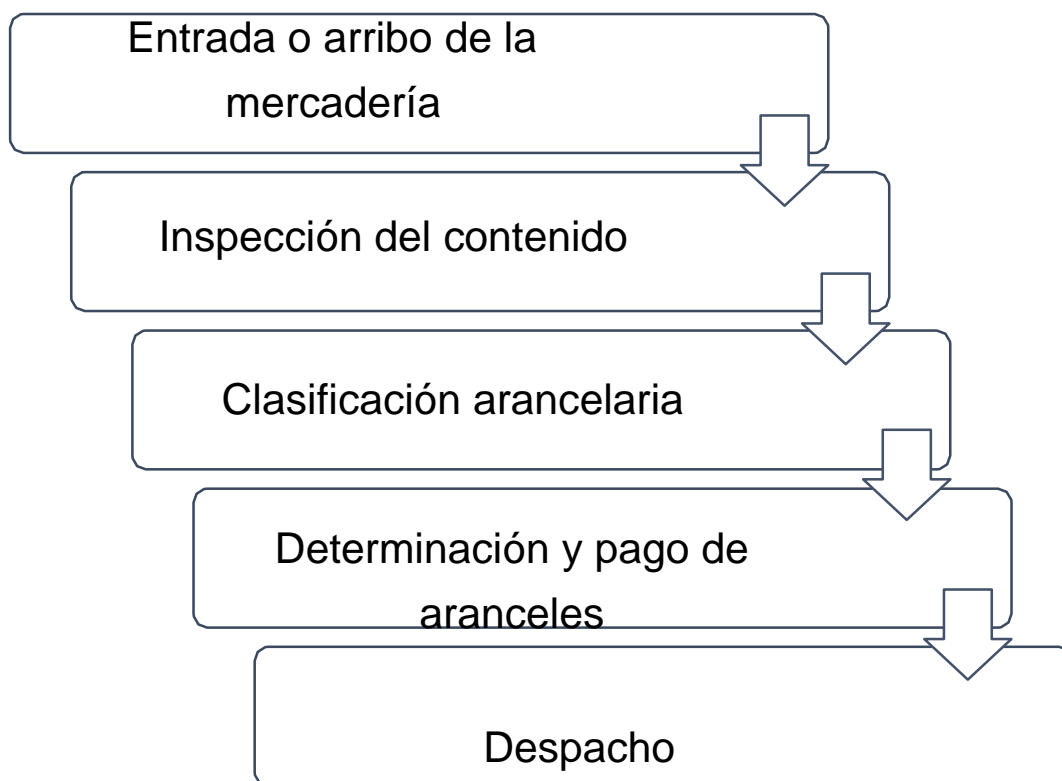 Entrada o arribo de la
mercadería
Inspección del contenido
Clasificación arancelaria
Determinación y pago de
aranceles
Despacho